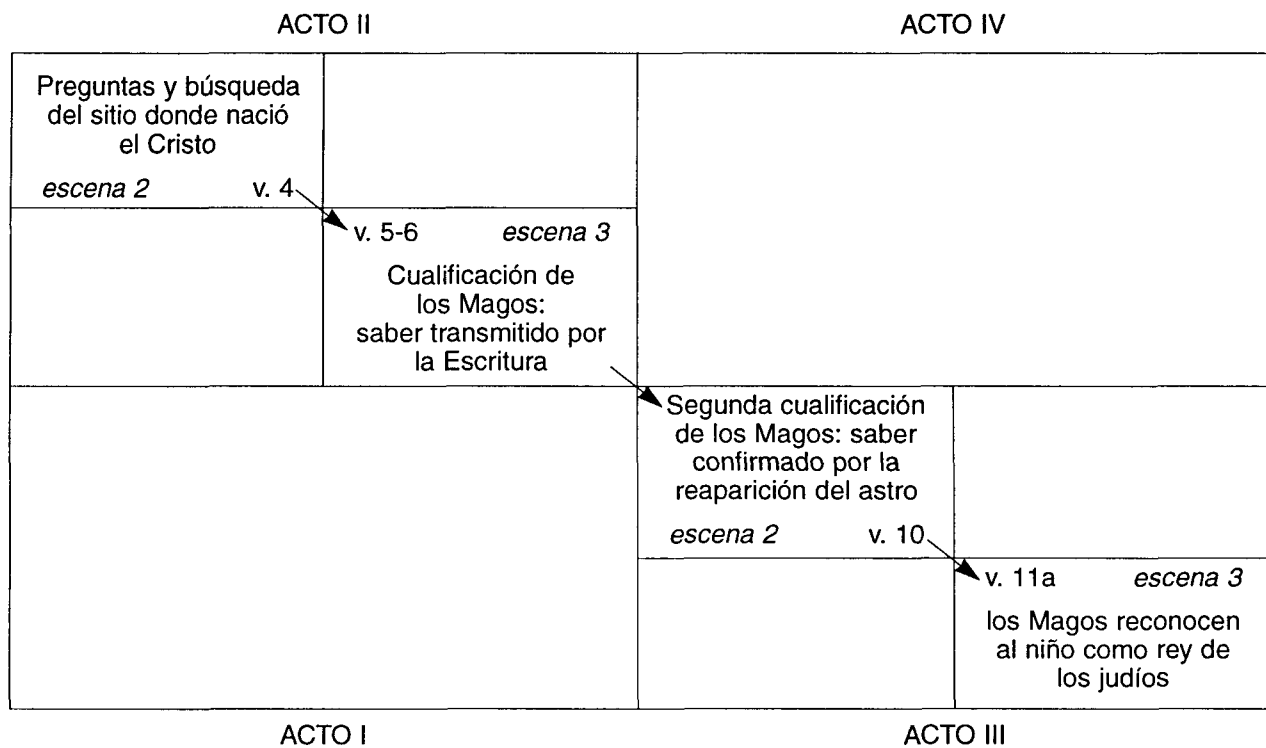 ACTO II
ACTO IV
Preguntas y búsqueda
del sitio donde nació
el Cristo
escena 2 v. 4
v. 5-6 escena 3
Cualificación de
los Magos:
saber transmitido por
la Escritura
Segunda cualificación
de los Magos: saber
confirmado por la
reaparición del astro
escena 2 v. 10
v. 11a escena 3
los Magos reconocen
al niño como rey de
los judíos
ACTO I
ACTO III